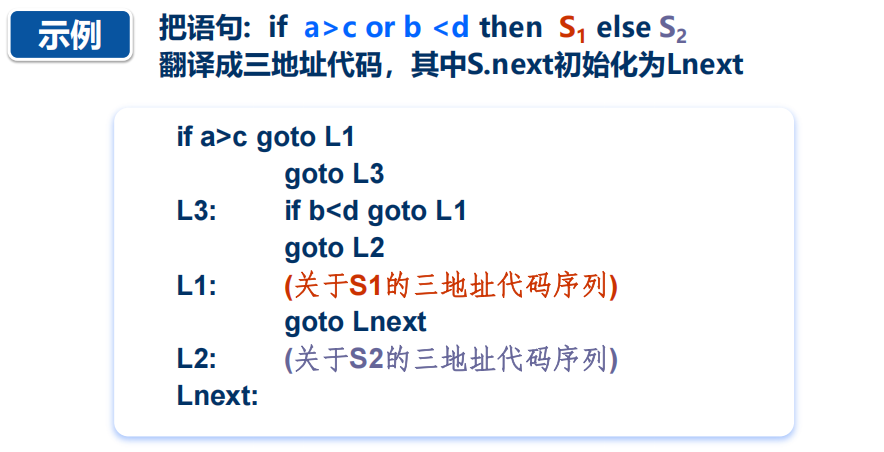 示例
把语句: if a>c or b <d then S1 else S2
翻译成三地址代码，其中S.next初始化为Lnext
if a>c goto L1
goto L3
L3: if b<d goto L1
goto L2
L1: (关于S1的三地址代码序列)
goto Lnext
L2: (关于S2的三地址代码序列)
Lnext: